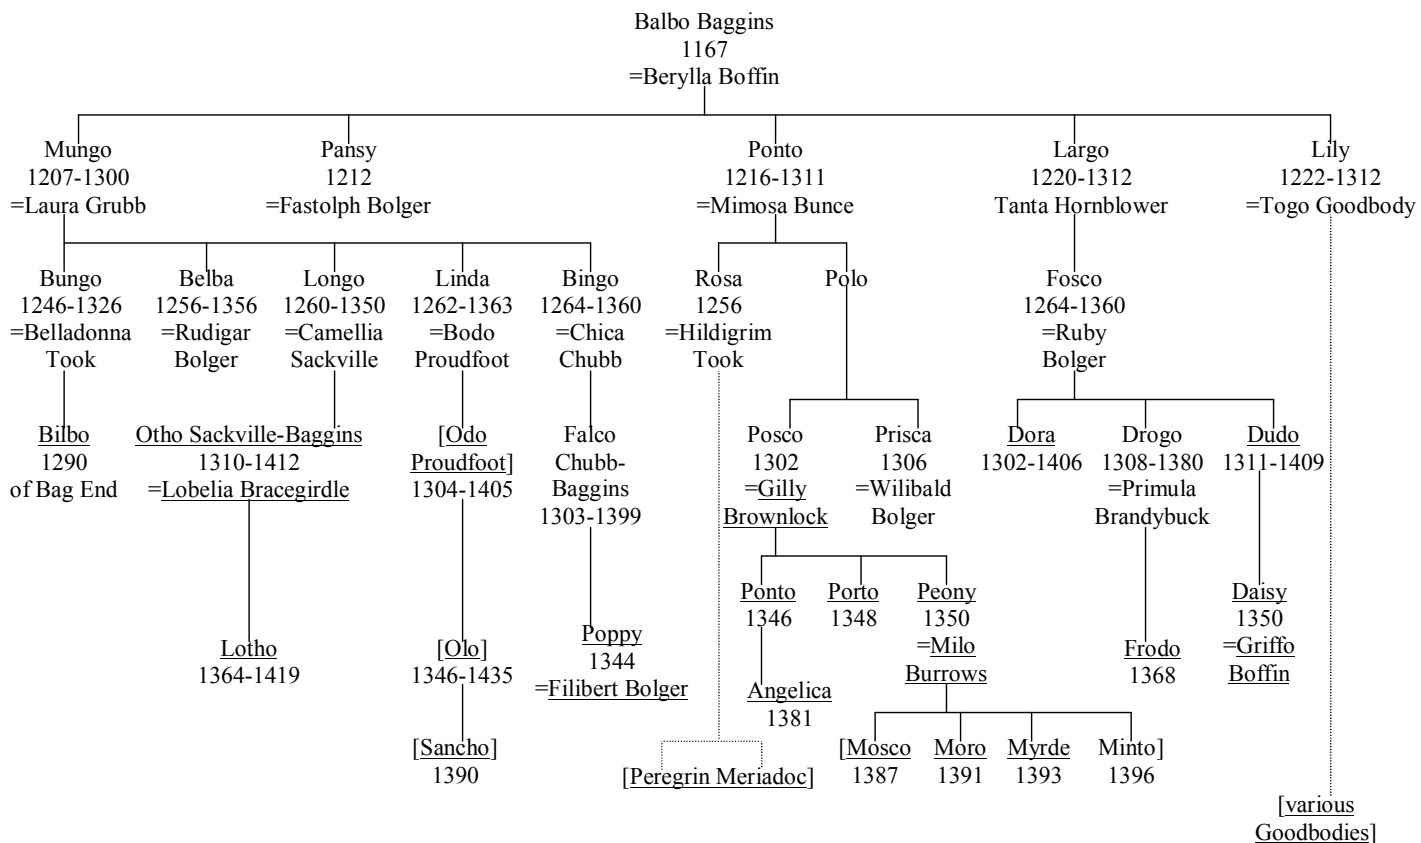 Balbo Baggins
1167
=Berylla Boffin
Mungo
1207-1300
=Laura Grubb
Pansy
1212
=Fastolph Bolger
Ponto
1216-1311
=Mimosa Bunce
Largo
1220-1312
Tanta Hornblower
Lily
1222-1312
=Togo Goodbody
Bungo
1246-1326
=Belladonna
Took
Belba
1256-1356
=Rudigar
Bolger
Longo
1260-1350
=Camellia
Sackville
Linda
1262-1363
=Bodo
Proudfoot
Bingo
1264-1360
=Chica
Chubb
Rosa
1256
=Hildigrim
Took
Polo
Fosco
1264-1360
=Ruby
Bolger
Bilbo
1290
of Bag End
Otho Sackville-Baggins
1310-1412
=Lobelia Bracegirdle
[Odo
Proudfoot]
1304-1405
Falco
Chubb-
Baggins
1303-1399
Posco
1302
=Gilly
Brownlock
Prisca
1306
=Wilibald
Bolger
Dora
1302-1406
Drogo
1308-1380
=Primula
Brandybuck
Dudo
1311-1409
Ponto
1346
Porto
1348
Peony
1350
=Milo
Burrows
Daisy
1350
=Griffo
Boffin
Lotho
1364-1419
[Olo]
1346-1435
Poppy
1344
=Filibert Bolger
Frodo
1368
Angelica
1381
[Sancho]
1390
[Peregrin Meriadoc]
[Mosco
1387
Moro
1391
Myrde
1393
Minto]
1396
[various
Goodbodies]